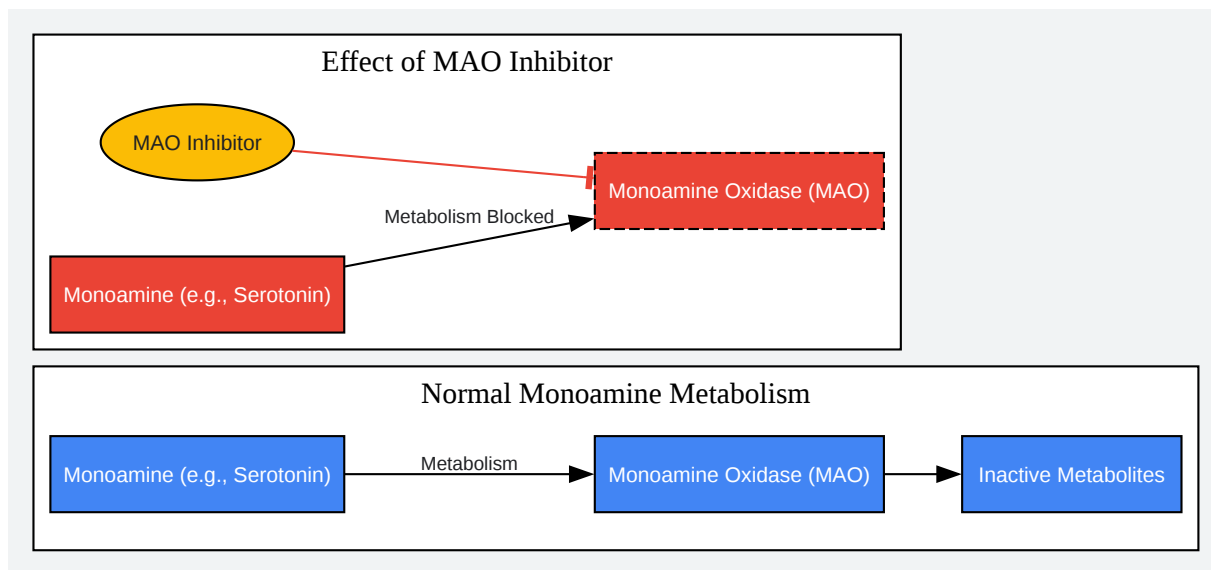 Effect of MAO Inhibitor
MAO Inhibitor
Monoamine Oxidase (MAO)
Metabolism Blocked
Monoamine (e.g., Serotonin)
Normal Monoamine Metabolism
Monoamine (e.g., Serotonin)
Metabolism
Monoamine Oxidase (MAO)
Inactive Metabolites